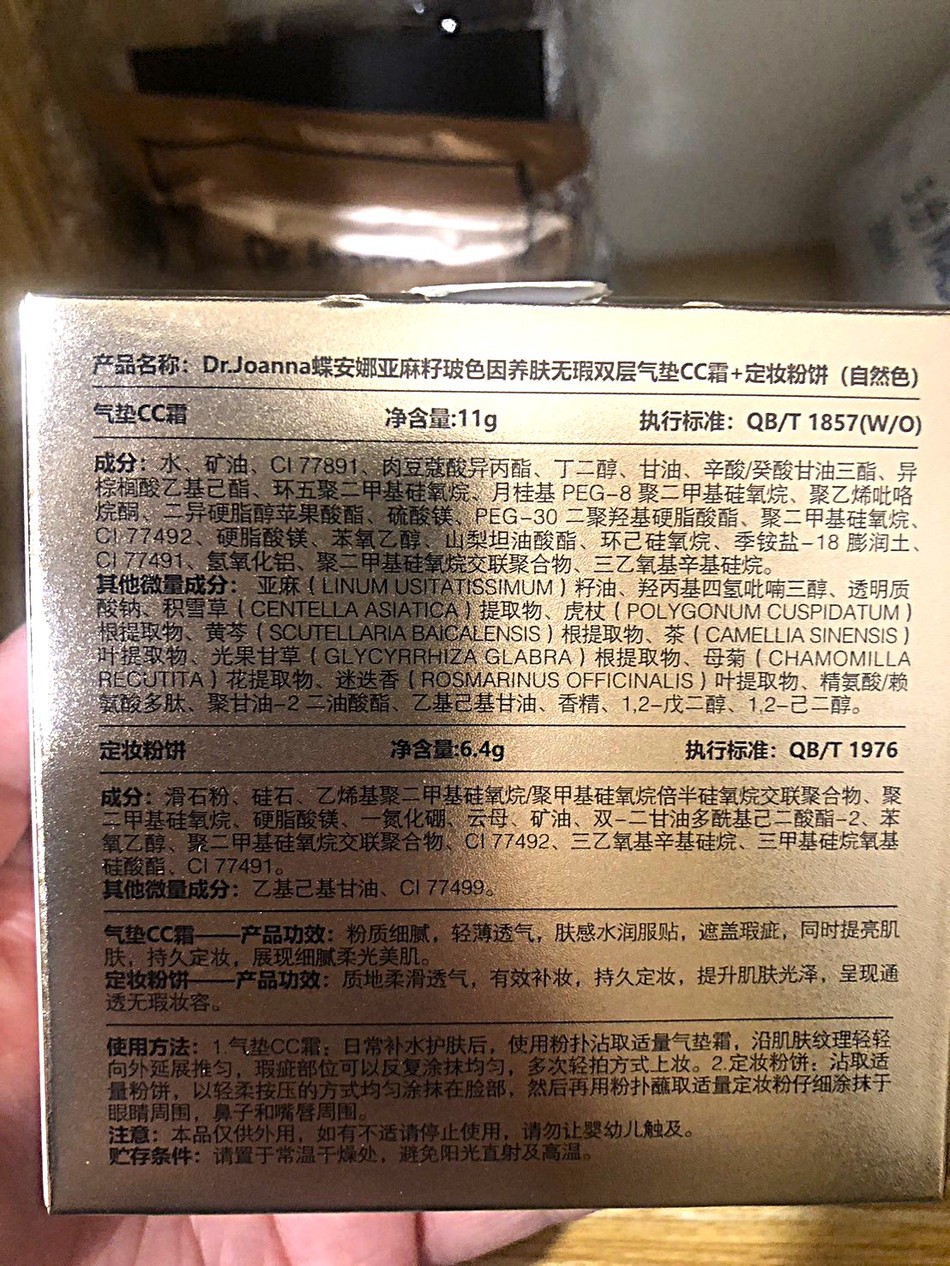 产品名称：Dr.Joanna蝶安娜亚麻籽玻色因养肤无瑕双层气垫CC霜+定妆粉饼（自然色）
气垫CC霜 净含量:11g 执行标准：QB/T 1857(W/O)
成分：水、矿油、CI 77891、肉豆蔻酸异丙酯、丁二醇、甘油、辛酸/癸酸甘油三酯、异
棕榈酸乙基己酯、环五聚二甲基硅氧烷、月桂基 PEG-8 聚二甲基硅氧烷、聚乙烯吡咯
烷酮、二异硬脂醇苹果酸酯、硫酸镁、PEG-30 二聚羟基硬脂酸酯、聚二甲基硅氧烷、
CI 77492、硬脂酸镁、苯氧乙醇、山梨坦油酸酯、环己硅氧烷、季铵盐-18 膨润土、
CI 77491、氢氧化铝、聚二甲基硅氧烷交联聚合物、三乙氧基辛基硅烷。
其他微量成分：亚麻（LINUM USITATISSIMUM）籽油、羟丙基四氢吡喃三醇、透明质
酸钠、积雪草（CENTELLA ASIATICA）提取物、虎杖（POLYGONUM CUSPIDATUM）
根提取物、黄芩（SCUTELLARIA BAICALENSIS）根提取物、茶（CAMELLIA SINENSIS）
叶提取物、光果甘草（GLYCYRRHIZA GLABRA）根提取物、母菊（CHAMOMILLA
RECUTITA）花提取物、迷迭香（ROSMARINUS OFFICINALIS）叶提取物、精氨酸/赖
氨酸多肽、聚甘油-2 二油酸酯、乙基己基甘油、香精、1,2-戊二醇、1,2-己二醇。
定妆粉饼 净含量:6.4g 执行标准：QB/T 1976
成分：滑石粉、硅石、乙烯基聚二甲基硅氧烷/聚甲基硅氧烷倍半硅氧烷交联聚合物、聚
二甲基硅氧烷、硬脂酸镁、一氮化硼、云母、矿油、双-二甘油多酰基己二酸酯-2、苯
氧乙醇、聚二甲基硅氧烷交联聚合物、CI 77492、三乙氧基辛基硅烷、三甲基硅烷氧基
硅酸酯、CI 77491。
其他微量成分：乙基己基甘油、CI 77499。
气垫CC霜——产品功效：粉质细腻，轻薄透气，肤感水润服贴，遮盖瑕疵，同时提亮肌
肤，持久定妆，展现细腻柔光美肌。
定妆粉饼——产品功效：质地柔滑透气，有效补妆，持久定妆，提升肌肤光泽，呈现通
透无瑕妆容。
使用方法：1.气垫CC霜：日常补水护肤后，使用粉扑沾取适量气垫霜，沿肌肤纹理轻轻
向外延展推匀，瑕疵部位可以反复涂抹均匀，多次轻拍方式上妆。2.定妆粉饼：沾取适
量粉饼，以轻柔按压的方式均匀涂抹在脸部，然后再用粉扑蘸取适量定妆粉仔细涂抹于
眼睛周围，鼻子和嘴唇周围。
注意：本品仅供外用，如有不适请停止使用，请勿让婴幼儿触及。
贮存条件：请置于常温干燥处，避免阳光直射及高温。